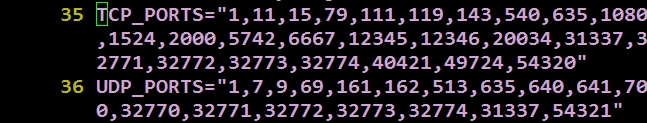 35 TCP_PORTS="1,11,15,79,111,119,143,540,635,1080
,1524,2000,5742,6667,12345,12346,20034,31337,3
2771,32772,32773,32774,40421,49724,54320"
36 UDP_PORTS="1,7,9,69,161,162,513,635,640,641,70
0,32770,32771,32772,32773,32774,31337,54321"